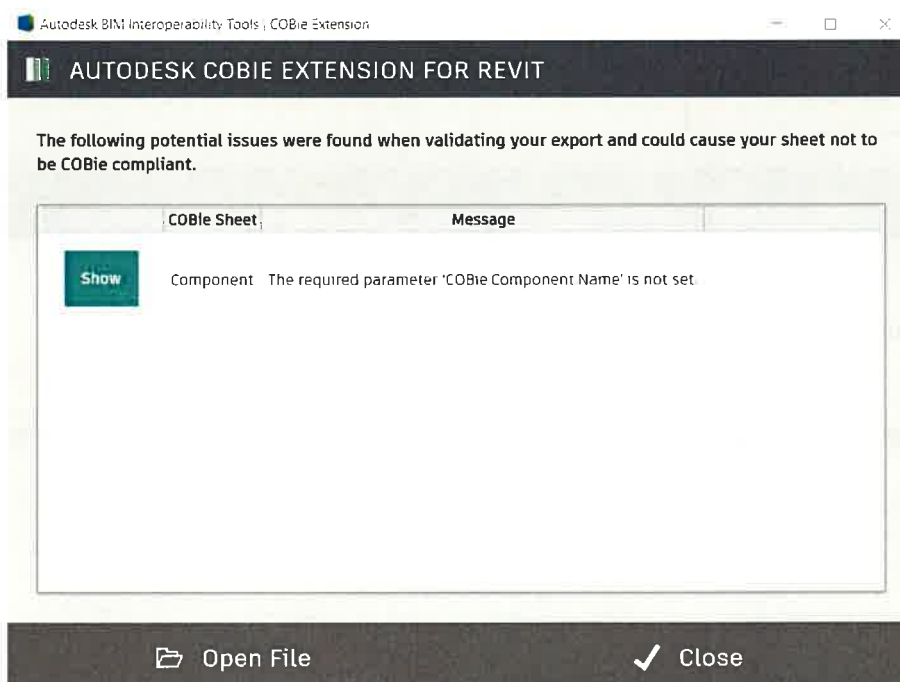 Autodesk BIM Interoperability Tools | COBie Extension
AUTODESK COBIE EXTENSION FOR REVIT
The following potential issues were found when validating your export and could cause your sheet not to
be COBie compliant.
COBie Sheet Message
Show Component The required parameter 'COBie Component Name' is not set.
Open File Close